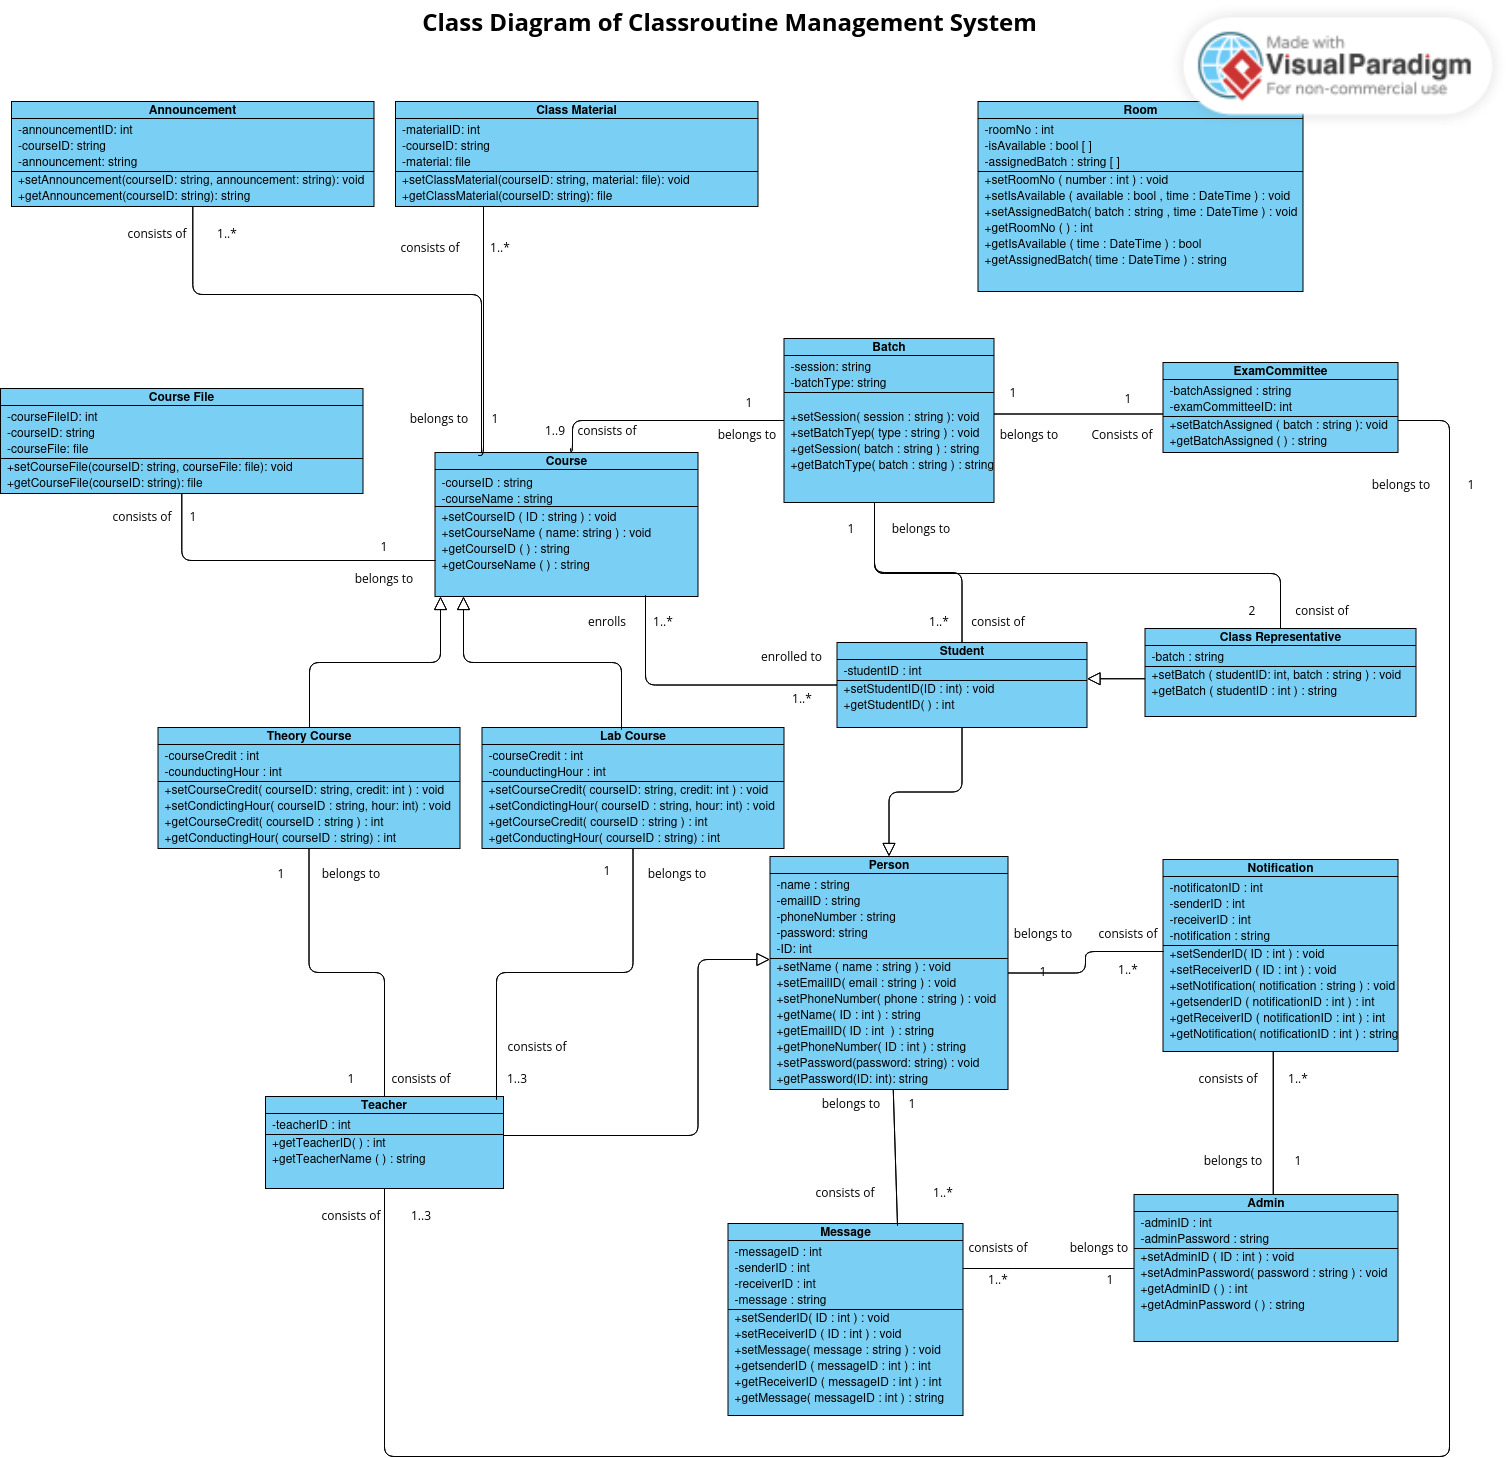 Class Diagram of Classroutine Management System
Made with
VisualParadigm
For non-commercial use
Announcement
-announcementID: int
-courseID: string
-announcement: string
+setAnnouncement(courseID: string, announcement: string): void
+getAnnouncement(courseID: string): string
Class Material
-materialID: int
-courseID: string
-material: file
+setClassMaterial(courseID: string, material: file): void
+getClassMaterial(courseID: string): file
Room
-roomNo : int
-isAvailable : bool [ ]
-assignedBatch : string [ ]
+setRoomNo ( number : int ) : void
+setIsAvailable ( available : bool , time : DateTime ) : void
+setAssignedBatch( batch : string , time : DateTime ) : void
+getRoomNo ( ) : int
+getIsAvailable ( time : DateTime ) : bool
+getAssignedBatch( time : DateTime ) : string
consists of
1..*
consists of
1..*
Course File
-courseFileID: int
-courseID: string
-courseFile: file
+setCourseFile(courseID: string, courseFile: file): void
+getCourseFile(courseID: string): file
belongs to
1
1..9
consists of
1
belongs to
Batch
-session: string
-batchType: string
+setSession( session : string ): void
+setBatchTyep( type : string ) : void
+getSession( batch : string ) : string
+getBatchType( batch : string ) : string
1
1
belongs to
Consists of
ExamCommittee
-batchAssigned : string
-examCommitteeID: int
+setBatchAssigned ( batch : string ): void
+getBatchAssigned ( ) : string
belongs to
1
consists of
1
1
belongs to
Course
-courseID : string
-courseName : string
+setCourseID ( ID : string ) : void
+setCourseName ( name: string ) : void
+getCourseID ( ) : string
+getCourseName ( ) : string
1
belongs to
enrolls
1..*
enrolled to
1..*
1..*
consist of
2
consist of
Student
-studentID : int
+setStudentID(ID : int) : void
+getStudentID( ) : int
Class Representative
-batch : string
+setBatch ( studentID: int, batch : string ) : void
+getBatch ( studentID : int ) : string
Theory Course
-courseCredit : int
-counductingHour : int
+setCourseCredit( courseID: string, credit: int ) : void
+setCondictingHour( courseID : string, hour: int) : void
+getCourseCredit( courseID : string ) : int
+getConductingHour( courseID : string) : int
Lab Course
-courseCredit : int
-counductingHour : int
+setCourseCredit( courseID: string, credit: int ) : void
+setCondictingHour( courseID : string, hour: int) : void
+getCourseCredit( courseID : string ) : int
+getConductingHour( courseID : string) : int
1
belongs to
1
belongs to
Person
-name : string
-emailID : string
-phoneNumber : string
-password: string
-ID: int
+setName ( name : string ) : void
+setEmailID( email : string ) : void
+setPhoneNumber( phone : string ) : void
+getName( ID : int ) : string
+getEmailID( ID : int ) : string
+getPhoneNumber( ID : int ) : string
+setPassword(password: string) : void
+getPassword(ID: int): string
belongs to
consists of
1
1..*
Notification
-notificatonID : int
-senderID : int
-receiverID : int
-notification : string
+setSenderID( ID : int ) : void
+setReceiverID ( ID : int ) : void
+setNotification( notification : string ) : void
+getsenderID ( notificationID : int ) : int
+getReceiverID ( notificationID : int ) : int
+getNotification( notificationID : int ) : string
consists of
1..3
1
consists of
Teacher
-teacherID : int
+getTeacherID( ) : int
+getTeacherName ( ) : string
consists of
1..3
belongs to
1
consists of
1..*
consists of
1..*
belongs to
1
Message
-messageID : int
-senderID : int
-receiverID : int
-message : string
+setSenderID( ID : int ) : void
+setReceiverID ( ID : int ) : void
+setMessage( message : string ) : void
+getsenderID ( messageID : int ) : int
+getReceiverID ( messageID : int ) : int
+getMessage( messageID : int ) : string
consists of
belongs to
1..*
1
Admin
-adminID : int
-adminPassword : string
+setAdminID ( ID : int ) : void
+setAdminPassword( password : string ) : void
+getAdminID ( ) : int
+getAdminPassword ( ) : string